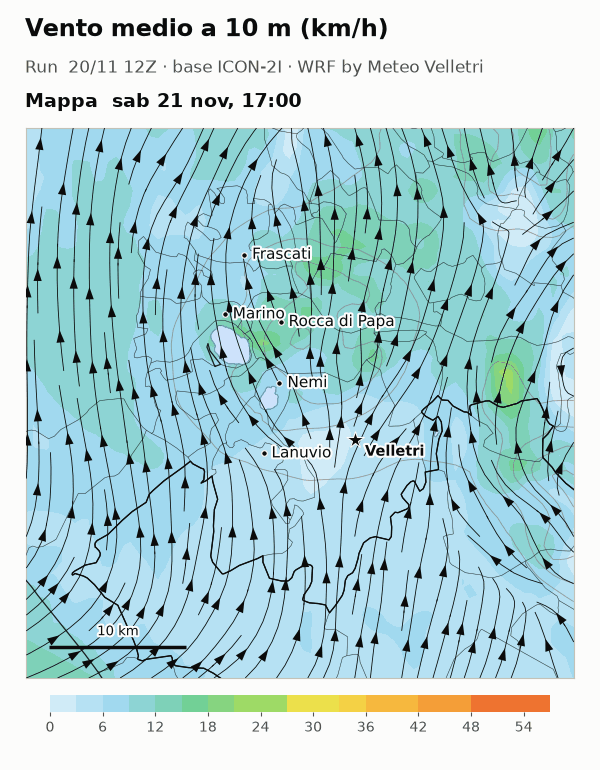 Vento medio a 10 m (km/h)
Run 20/11 12Z · base ICON-2I · WRF by Meteo Velletri
Mappa sab 21 nov, 17:00
Frascati
Marino
Rocca di Papa
Nemi
Velletri
Lanuvio
10 km
0 6 12 18 24 30 36 42 48 54